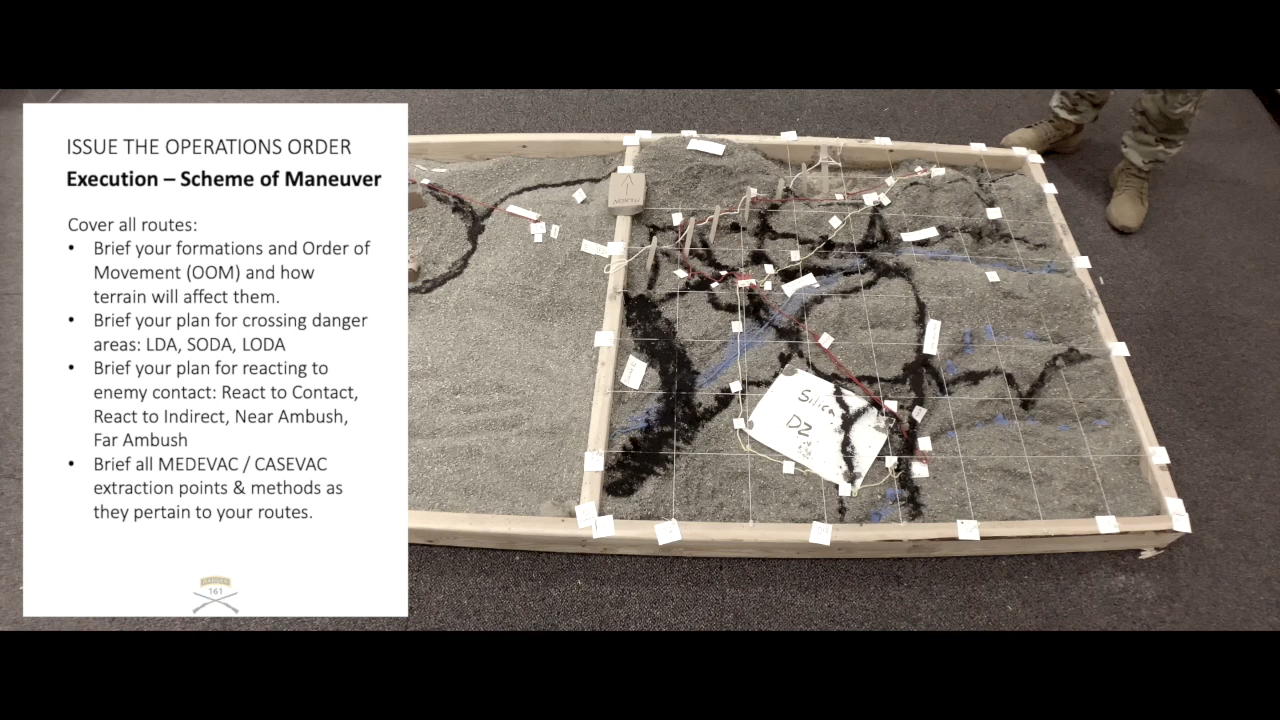 ISSUE THE OPERATIONS ORDER
Execution – Scheme of Maneuver
Cover all routes:
• Brief your formations and Order of
Movement (OOM) and how
terrain will affect them.
• Brief your plan for crossing danger
areas: LDA, SODA, LODA
• Brief your plan for reacting to
enemy contact: React to Contact,
React to Indirect, Near Ambush,
Far Ambush
• Brief all MEDEVAC / CASEVAC
extraction points & methods as
they pertain to your routes.
161
Silica
DZ